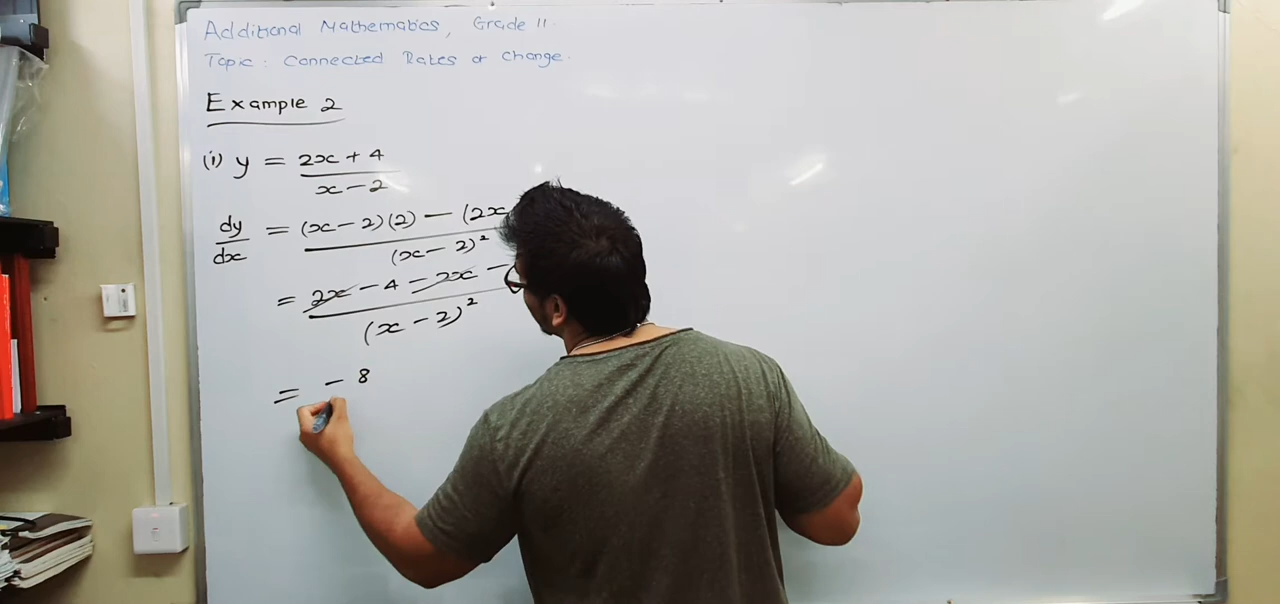 Additional Mathematics, Grade 11.
Topic: Connected Rates of Change.
Example 2
(i) y = 2x + 4
x - 2
dy = (x - 2)(2) - (2x
dx (x - 2)²
= 2x - 4 - 2x -
(x - 2)²
= - 8